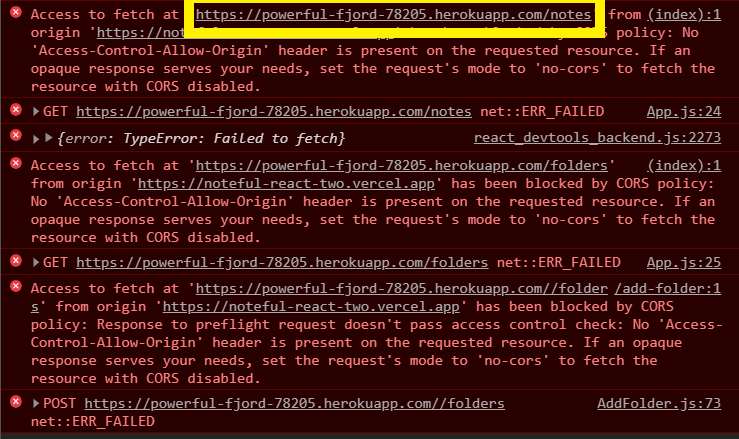 Access to fetch at 'https://powerful-fjord-78205.herokuapp.com/notes' from (index):1
origin 'https://not policy: No
'Access-Control-Allow-Origin' header is present on the requested resource. If an
opaque response serves your needs, set the request's mode to 'no-cors' to fetch the
resource with CORS disabled.
GET https://powerful-fjord-78205.herokuapp.com/notes net::ERR_FAILED App.js:24
{error: TypeError: Failed to fetch} react_devtools_backend.js:2273
Access to fetch at 'https://powerful-fjord-78205.herokuapp.com/folders' (index):1
from origin 'https://noteful-react-two.vercel.app' has been blocked by CORS policy:
No 'Access-Control-Allow-Origin' header is present on the requested resource. If an
opaque response serves your needs, set the request's mode to 'no-cors' to fetch the
resource with CORS disabled.
GET https://powerful-fjord-78205.herokuapp.com/folders net::ERR_FAILED App.js:25
Access to fetch at 'https://powerful-fjord-78205.herokuapp.com//folder /add-folder:1
s' from origin 'https://noteful-react-two.vercel.app' has been blocked by CORS
policy: Response to preflight request doesn't pass access control check: No 'Access-
Control-Allow-Origin' header is present on the requested resource. If an opaque
response serves your needs, set the request's mode to 'no-cors' to fetch the
resource with CORS disabled.
POST https://powerful-fjord-78205.herokuapp.com//folders AddFolder.js:73
net::ERR_FAILED